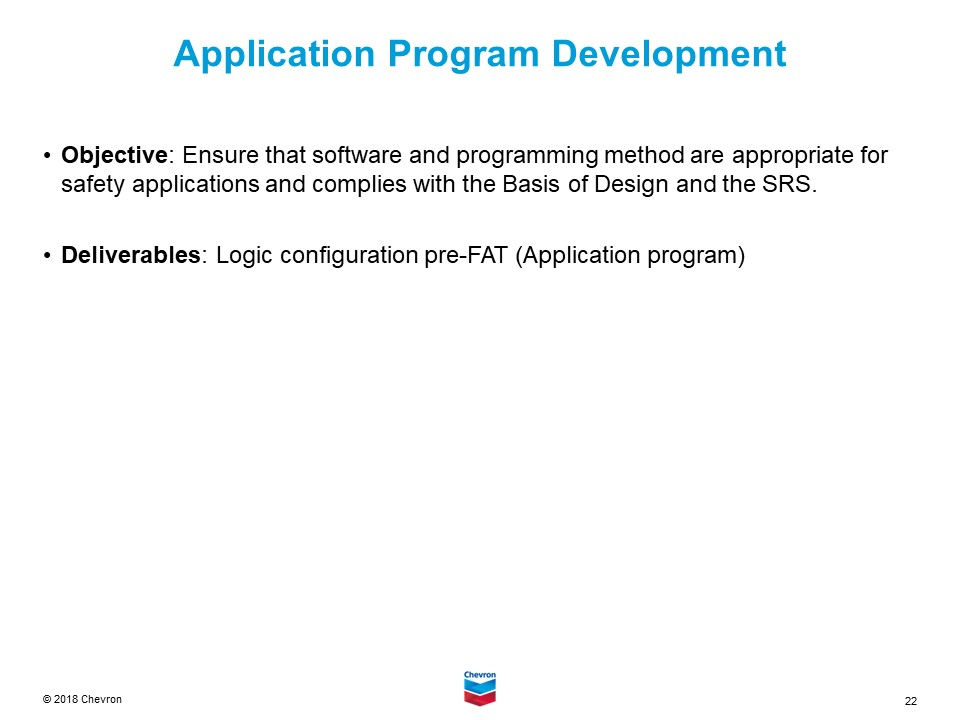 Application Program Development
• Objective: Ensure that software and programming method are appropriate for
safety applications and complies with the Basis of Design and the SRS.
• Deliverables: Logic configuration pre-FAT (Application program)
© 2018 Chevron
Chevron
22